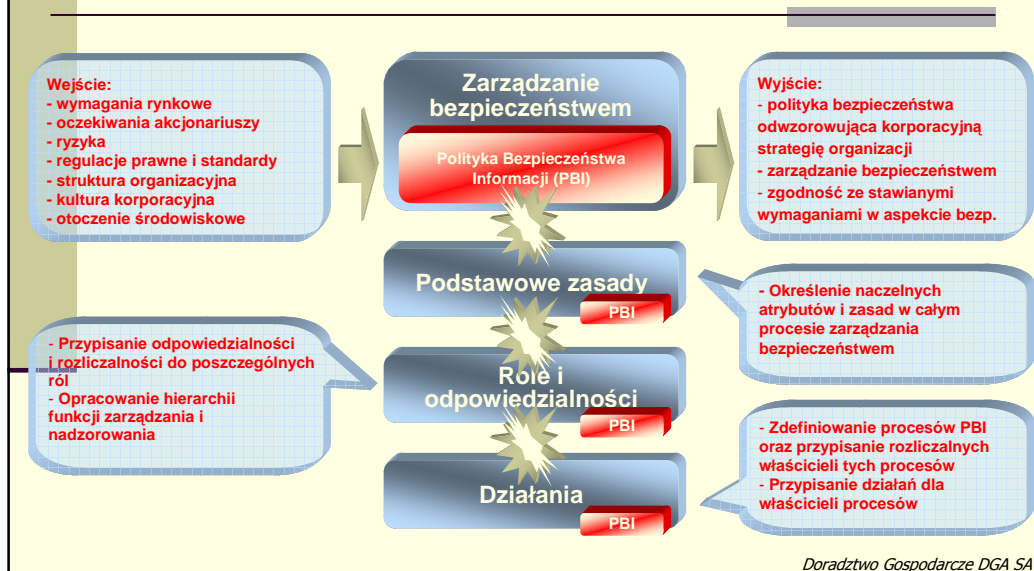 Wejście:
- wymagania rynkowe
- oczekiwania akcjonariuszy
- ryzyka
- regulacje prawne i standardy
- struktura organizacyjna
- kultura korporacyjna
- otoczenie środowiskowe
Zarządzanie
bezpieczeństwem
Polityka Bezpieczeństwa
Informacji (PBI)
Wyjście:
- polityka bezpieczeństwa
odwzorowująca korporacyjną
strategię organizacji
- zarządzanie bezpieczeństwem
- zgodność ze stawianymi
wymaganiami w aspekcie bezp.
Podstawowe zasady
PBI
- Określenie naczelnych
atrybutów i zasad w całym
procesie zarządzania
bezpieczeństwem
- Przypisanie odpowiedzialności
i rozliczalności do poszczególnych
ról
- Opracowanie hierarchii
funkcji zarządzania i
nadzorowania
Role i
odpowiedzialności
PBI
- Zdefiniowanie procesów PBI
oraz przypisanie rozliczalnych
właścicieli tych procesów
- Przypisanie działań dla
właścicieli procesów
Działania
PBI
Doradztwo Gospodarcze DGA SA